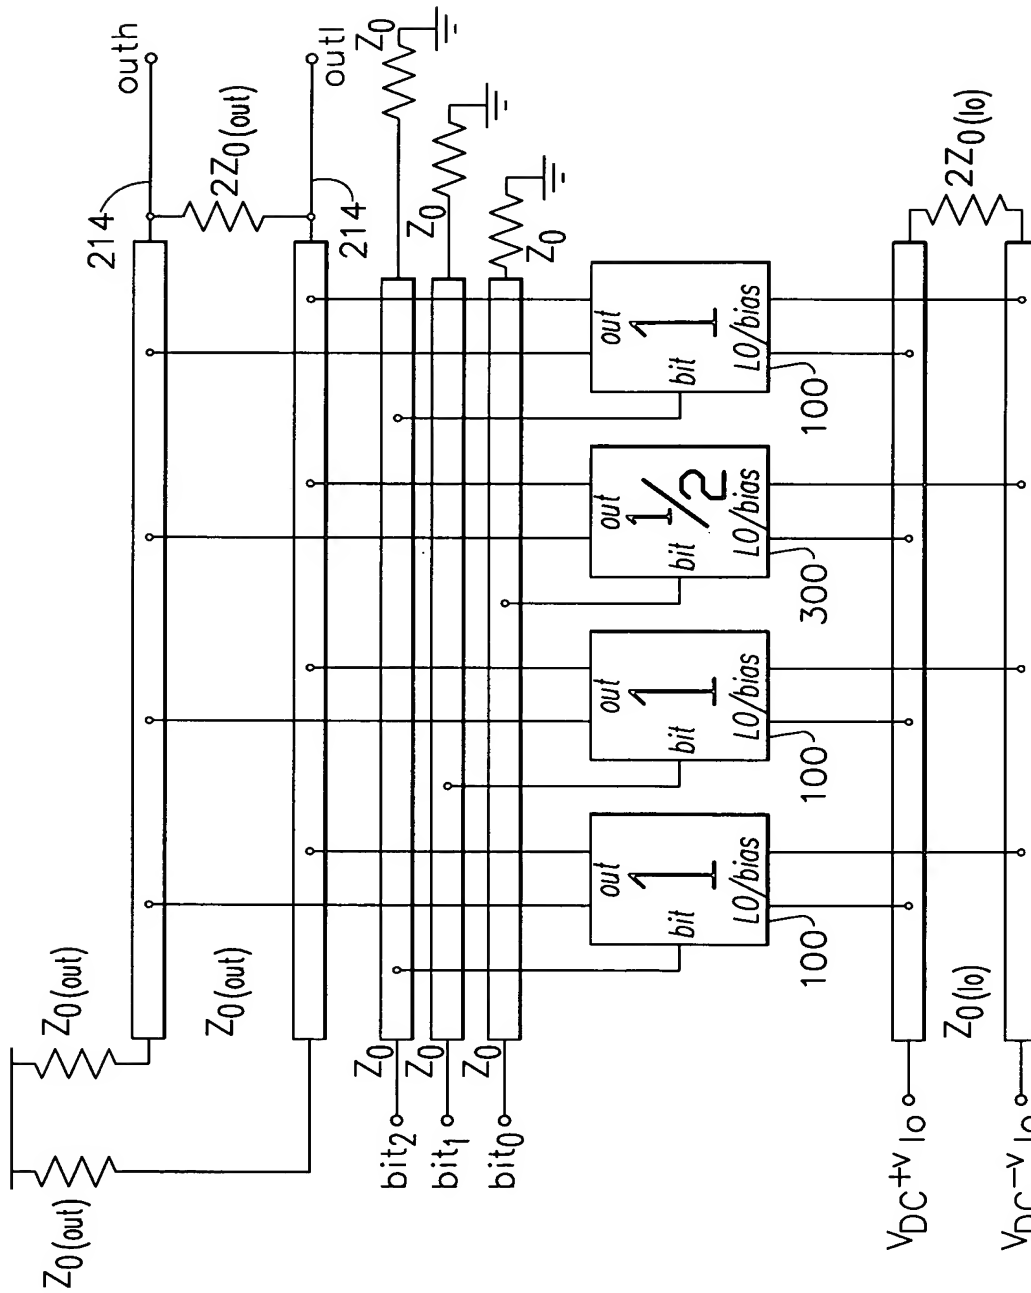 Z0(out)
Z0(out)
Z0(out)
214
outh
2Z0(out)
214
outl
bit2
Z0
Z0
bit1
Z0
Z0
bit0
Z0
Z0
out
1
bit
LO/bias
100
out
1
bit
LO/bias
100
out
1/2
bit
LO/bias
300
out
1
bit
LO/bias
100
VDC+vlo
Z0(lo)
2Z0(lo)
VDC-vlo